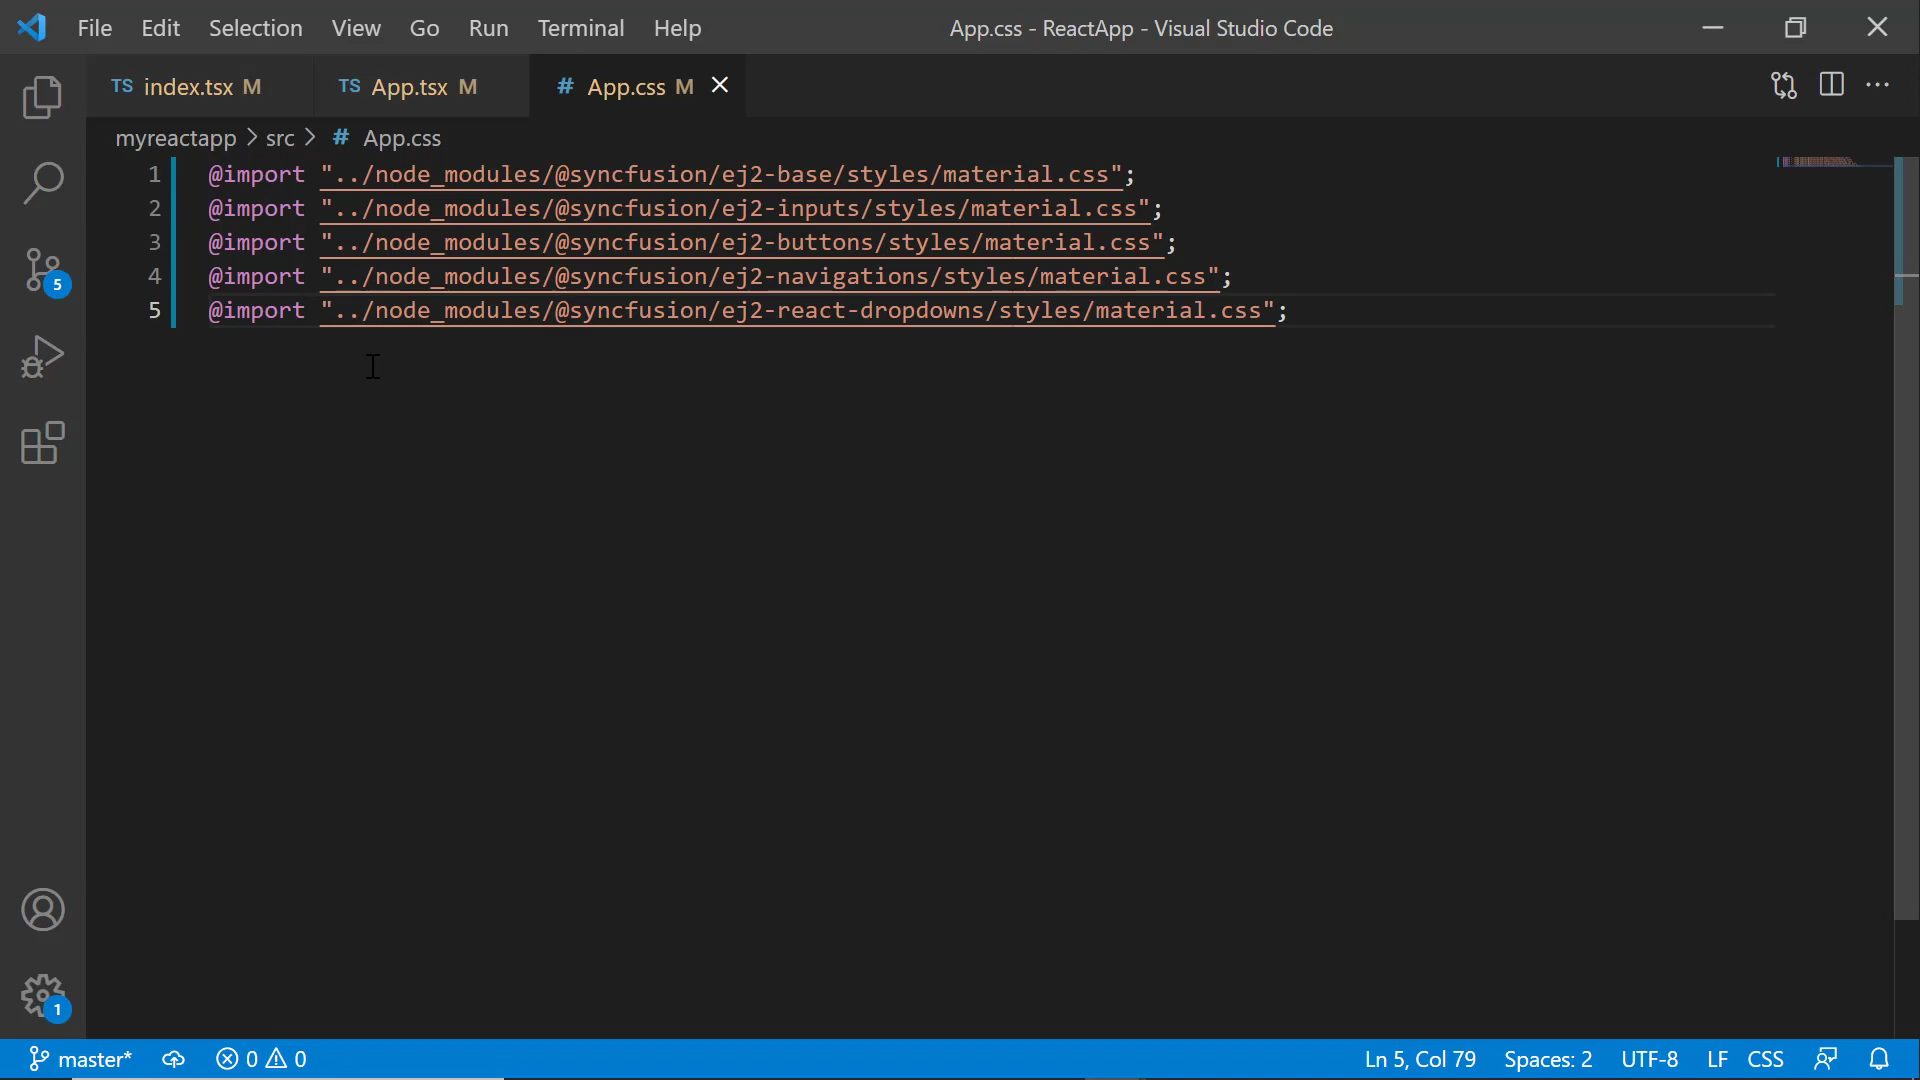 File Edit Selection View Go Run Terminal Help App.css - ReactApp - Visual Studio Code
TS index.tsx M TS App.tsx M # App.css M
myreactapp > src > # App.css
1 @import "../node_modules/@syncfusion/ej2-base/styles/material.css";
2 @import "../node_modules/@syncfusion/ej2-inputs/styles/material.css";
3 @import "../node_modules/@syncfusion/ej2-buttons/styles/material.css";
4 @import "../node_modules/@syncfusion/ej2-navigations/styles/material.css";
5 @import "../node_modules/@syncfusion/ej2-react-dropdowns/styles/material.css";
5
1
master* 0 0 Ln 5, Col 79 Spaces: 2 UTF-8 LF CSS